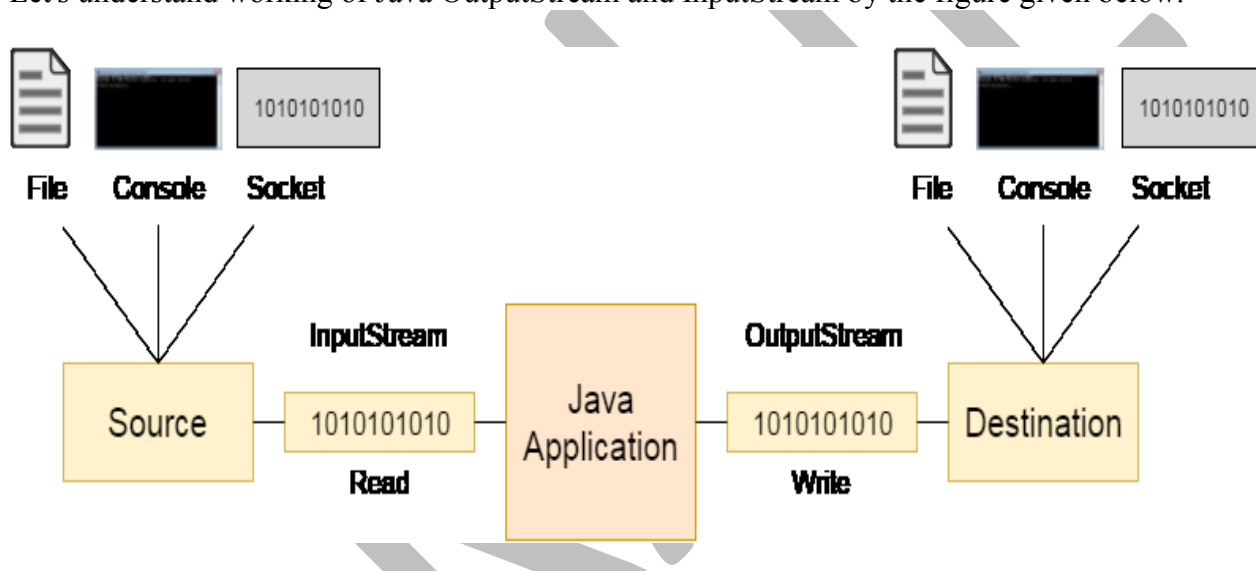 Let's understand working of Java OutputStream and InputStream by the figure given below:
1010101010 1010101010
File Console Socket File Console Socket
InputStream OutputStream
Source 1010101010 Java Application 1010101010 Destination
Read Write